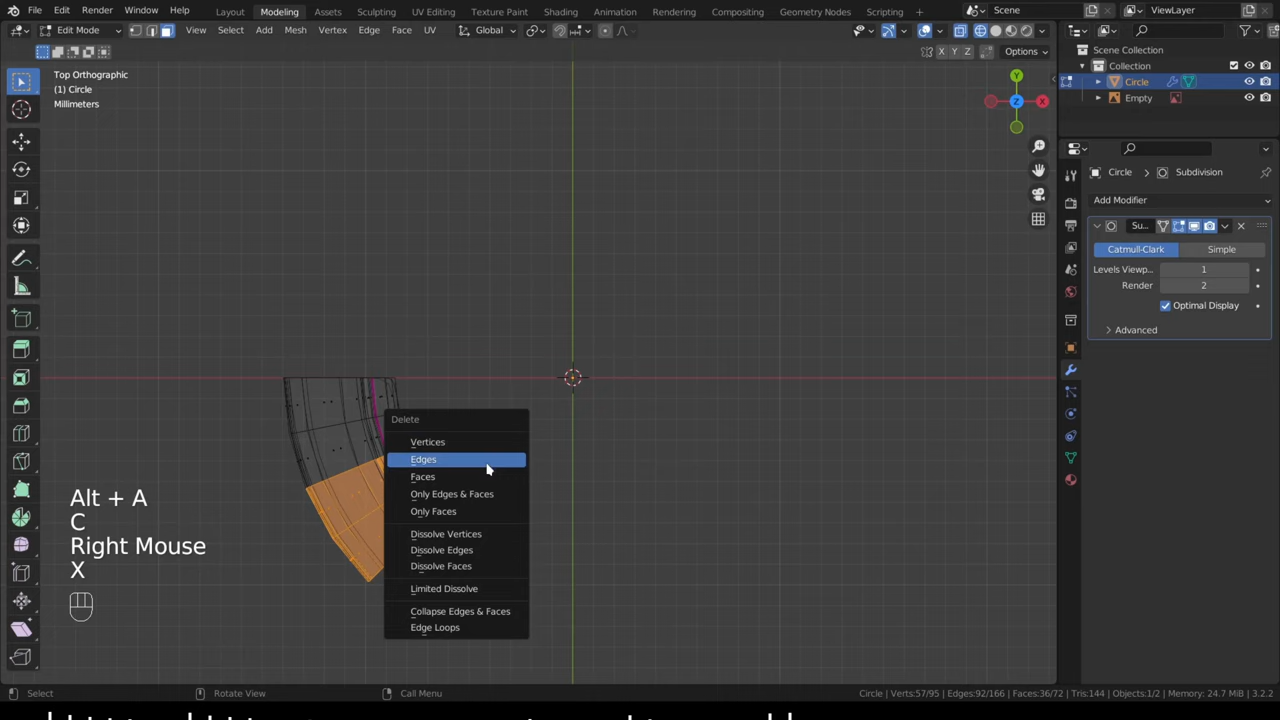 File Edit Render Window Help Layout Modeling Assets Sculpting UV Editing Texture Paint Shading Animation Rendering Compositing Geometry Nodes Scripting + Scene ViewLayer
Edit Mode View Select Add Mesh Vertex Edge Face UV Global
X Y Z Options
Top Orthographic
(1) Circle
Millimeters
Y
Z
X
Scene Collection
Collection
Circle
Empty
Circle > Subdivision
Add Modifier
Su...
Catmull-Clark Simple
Levels Viewp... 1
Render 2
Optimal Display
Advanced
Delete
Vertices
Edges
Faces
Only Edges & Faces
Only Faces
Dissolve Vertices
Dissolve Edges
Dissolve Faces
Limited Dissolve
Collapse Edges & Faces
Edge Loops
Alt + A
C
Right Mouse
X
Select Rotate View Call Menu Circle | Verts:57/95 | Edges:92/166 | Faces:36/72 | Tris:144 | Objects:1/2 | Memory: 24.7 MiB | 3.2.2